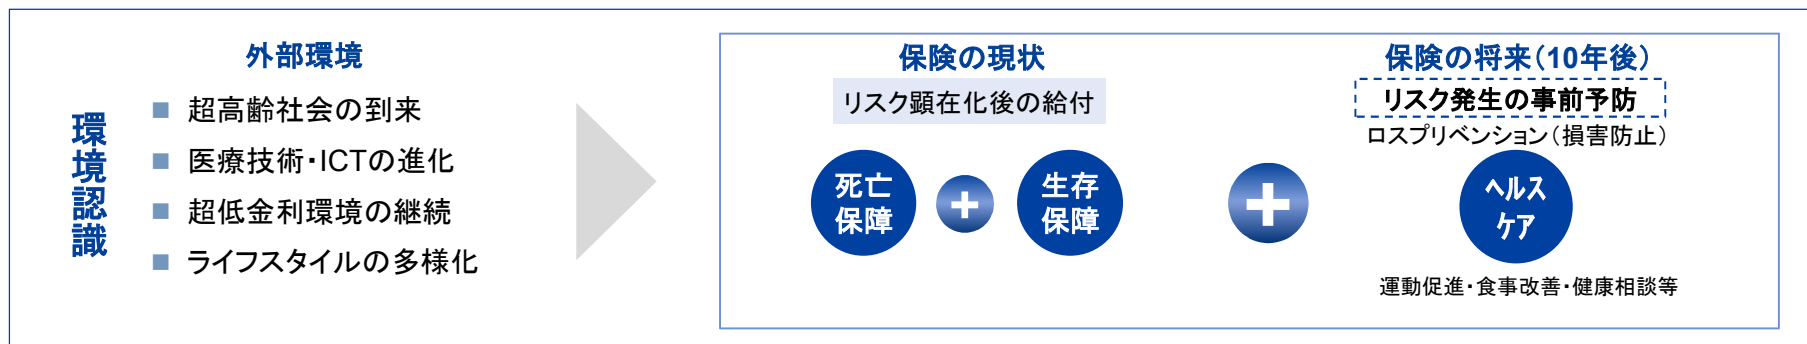 環境認識
外部環境
■ 超高齢社会の到来
■ 医療技術・ICTの進化
■ 超低金利環境の継続
■ ライフスタイルの多様化
保険の現状
リスク顕在化後の給付
死亡
保障
+
生存
保障
+
保険の将来(10年後)
リスク発生の事前予防
ロスプリベンション(損害防止)
ヘルス
ケア
運動促進・食事改善・健康相談等